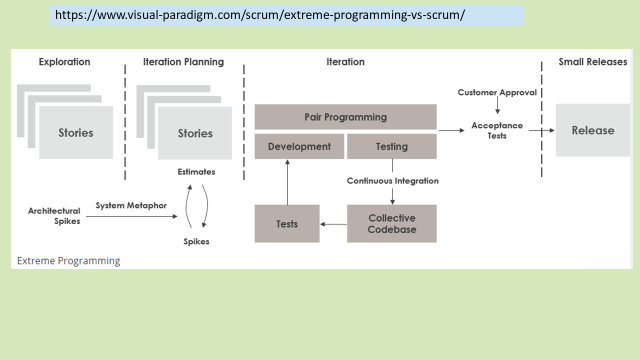 https://www.visual-paradigm.com/scrum/extreme-programming-vs-scrum/
Exploration
Iteration Planning
Iteration
Small Releases
Stories
Stories
Estimates
Architectural
Spikes
System Metaphor
Spikes
Pair Programming
Development
Testing
Continuous Integration
Tests
Collective
Codebase
Customer Approval
Acceptance
Tests
Release
Extreme Programming